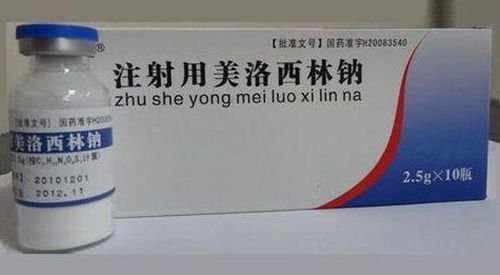 ®
【批准文号】国药准字H20083540
注射用美洛西林钠
zhu she yong mei luo xi lin na
2.5g×10瓶
【批准文号】国药准字H2008
美洛西林钠
20101201
2012.11